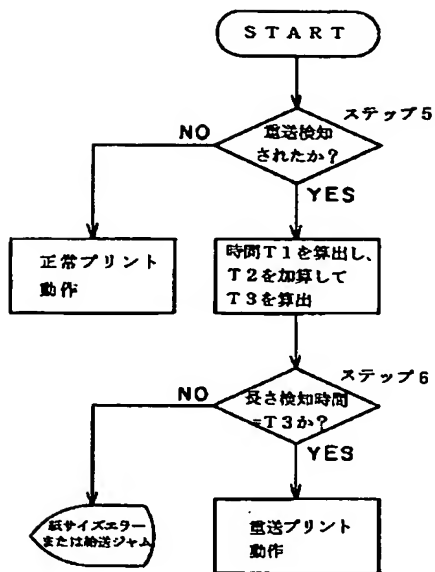 START
ステップ5
NO
重送検知
されたか?
YES
正常プリント
動作
時間T1を算出し、
T2を加算して
T3を算出
ステップ6
NO
長さ検知時間
=T3か?
YES
紙サイズエラー
または給送ジャム
重送プリント
動作